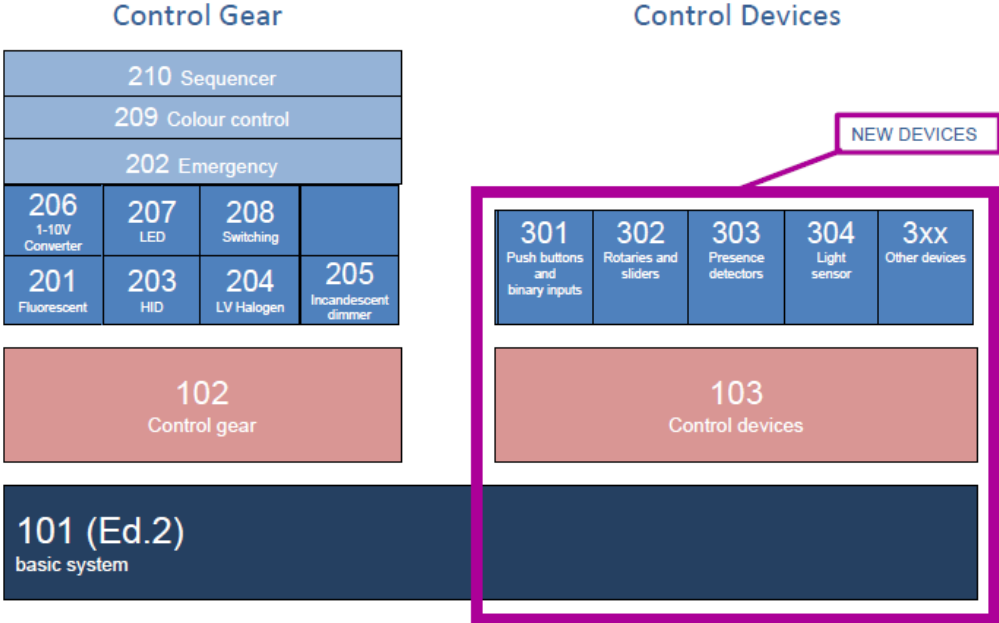 Control Gear
Control Devices
210 Sequencer
209 Colour control
202 Emergency
NEW DEVICES
206
1-10V
Converter
207
LED
208
Switching
201
Fluorescent
203
HID
204
LV Halogen
205
Incandescent
dimmer
301
Push buttons
and
binary inputs
302
Rotaries and
sliders
303
Presence
detectors
304
Light
sensor
3xx
Other devices
102
Control gear
103
Control devices
101 (Ed.2)
basic system